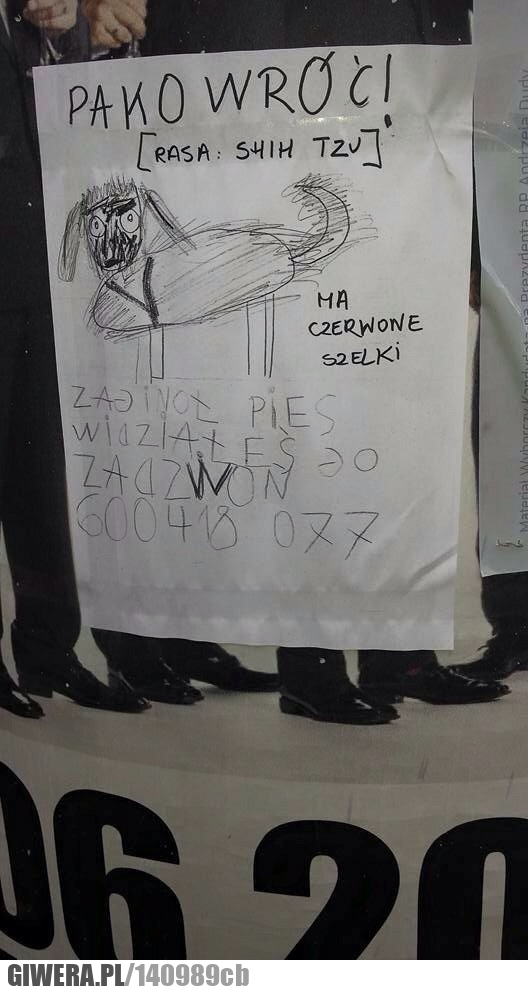 PAKO WRÓĆ!
[RASA: SHIH TZU]
MA
CZERWONE
SZELKI
ZAGINOŁ PIES
WIDZIAŁEŚ GO
ZADZWOŃ
600418 077
06.20
GIWERA.PL/140989cb